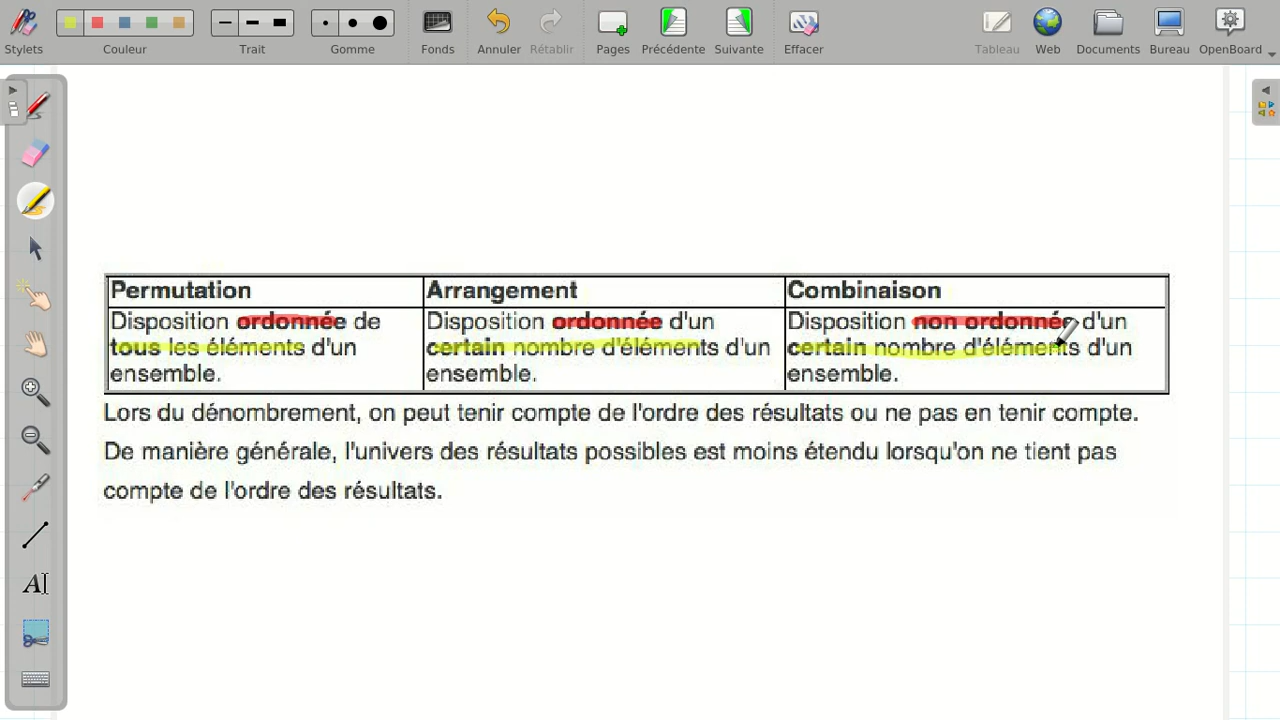 Stylets Couleur Trait Gomme Fonds Annuler Rétablir Pages Précédente Suivante Effacer Tableau Web Documents Bureau OpenBoard
Permutation Arrangement Combinaison
Disposition ordonnée de
tous les éléments d'un
ensemble.
Disposition ordonnée d'un
certain nombre d'éléments d'un
ensemble.
Disposition non ordonnée d'un
certain nombre d'éléments d'un
ensemble.
Lors du dénombrement, on peut tenir compte de l'ordre des résultats ou ne pas en tenir compte.
De manière générale, l'univers des résultats possibles est moins étendu lorsqu'on ne tient pas
compte de l'ordre des résultats.